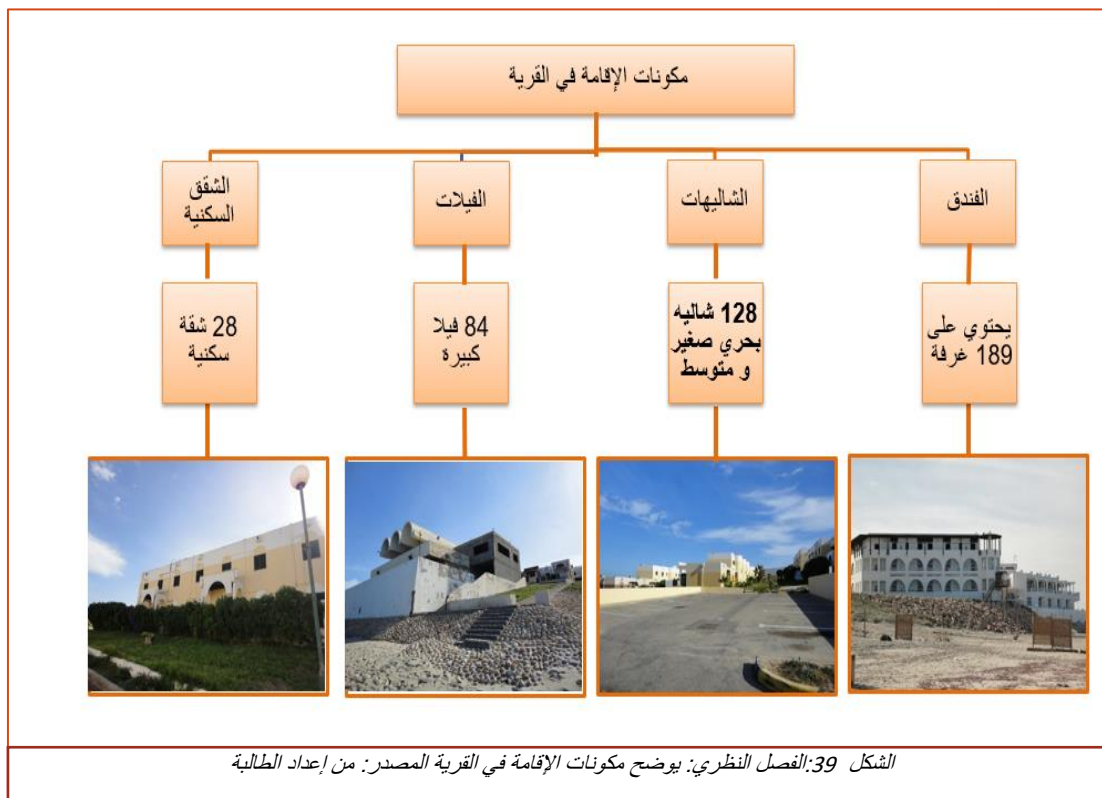 مكونات الإقامة في القرية
الفندق
الشاليهات
الفيلات
الشقق
السكنية
يحتوي على
189 غرفة
128 شاليه
بحري صغير
و متوسط
84 فيلا
كبيرة
28 شقة
سكنية
الشكل 39:الفصل النظري: يوضح مكونات الإقامة في القرية المصدر: من إعداد الطالبة